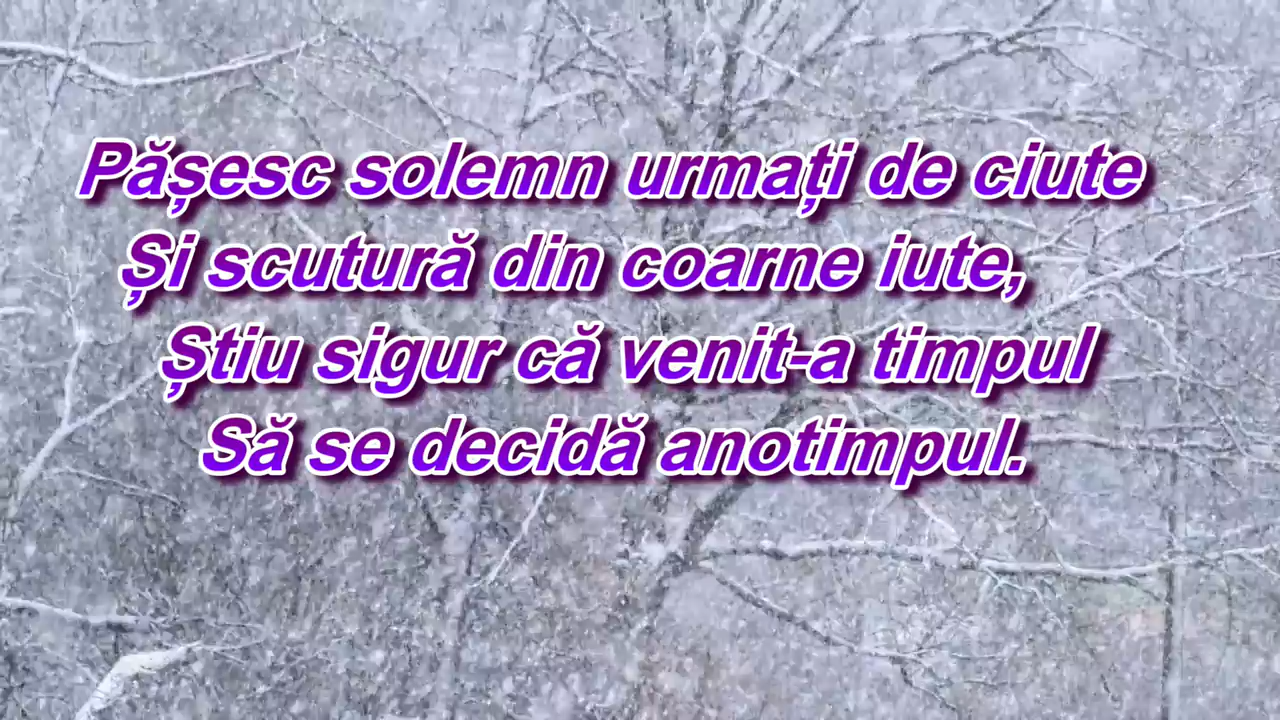 Pășesc solemn urmați de ciute
Și scutură din coarne iute,
Știu sigur că venit-a timpul
Să se decidă anotimpul.